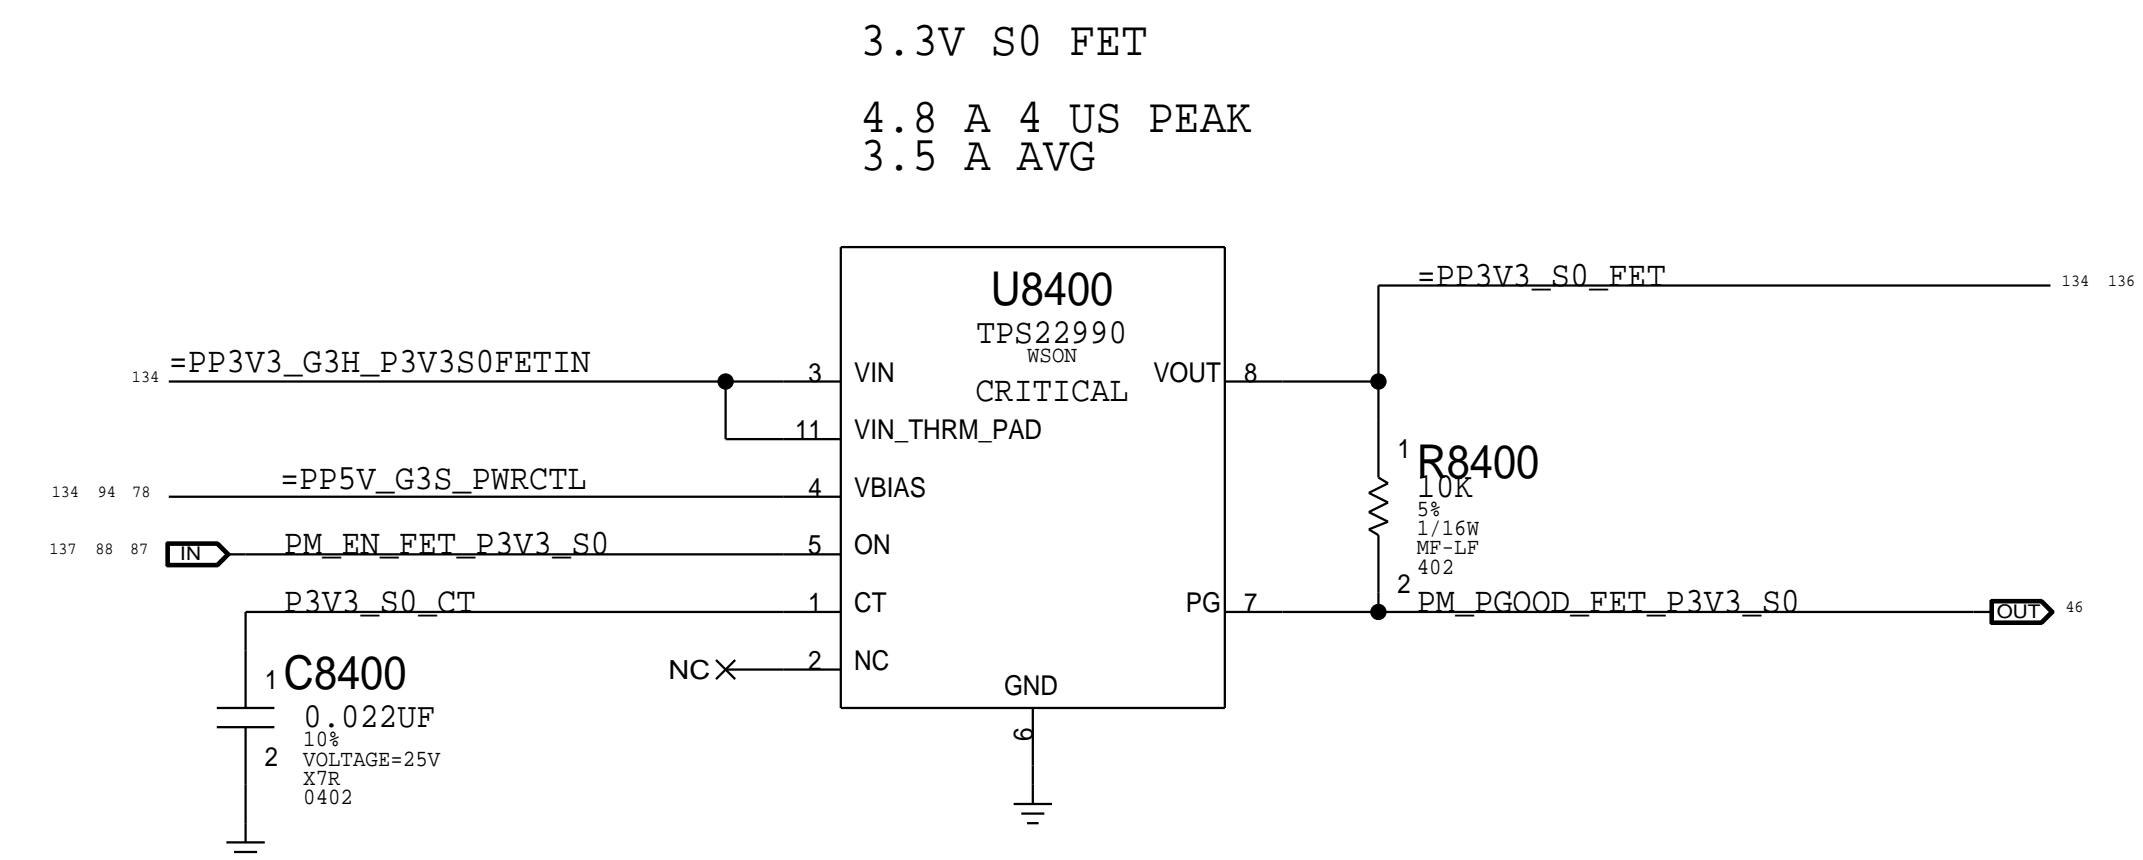 3.3V S0 FET
4.8 A 4 US PEAK
3.5 A AVG
U8400
TPS22990
WSON
CRITICAL
=PP3V3_S0_FET
134 136
134
=PP3V3_G3H_P3V3S0FETIN
3
VIN
VOUT
8
11
VIN_THRM_PAD
134 94 78
=PP5V_G3S_PWRCTL
4
VBIAS
1
R8400
10K
5%
1/16W
MF-LF
402
2
137 88 87
IN
PM_EN_FET_P3V3_S0
5
ON
P3V3_S0_CT
1
CT
PG
7
PM_PGOOD_FET_P3V3_S0
OUT
46
NC
2
NC
GND
6
1
C8400
0.022UF
10%
2
VOLTAGE=25V
X7R
0402